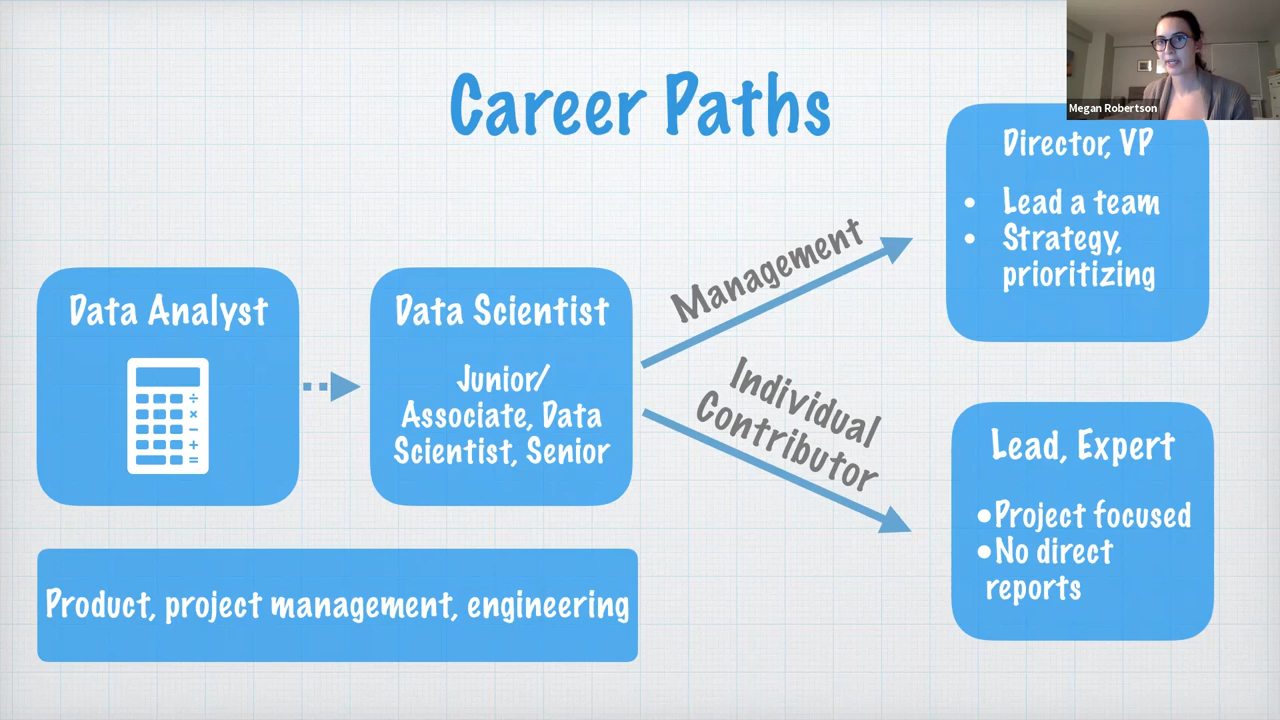 Career Paths
Megan Robertson
Director, VP
• Lead a team
• Strategy,
prioritizing
Management
Data Analyst
÷
×
−
+
=
Data Scientist
Junior/
Associate, Data
Scientist, Senior
Individual
Contributor
Lead, Expert
•Project focused
•No direct
reports
Product, project management, engineering